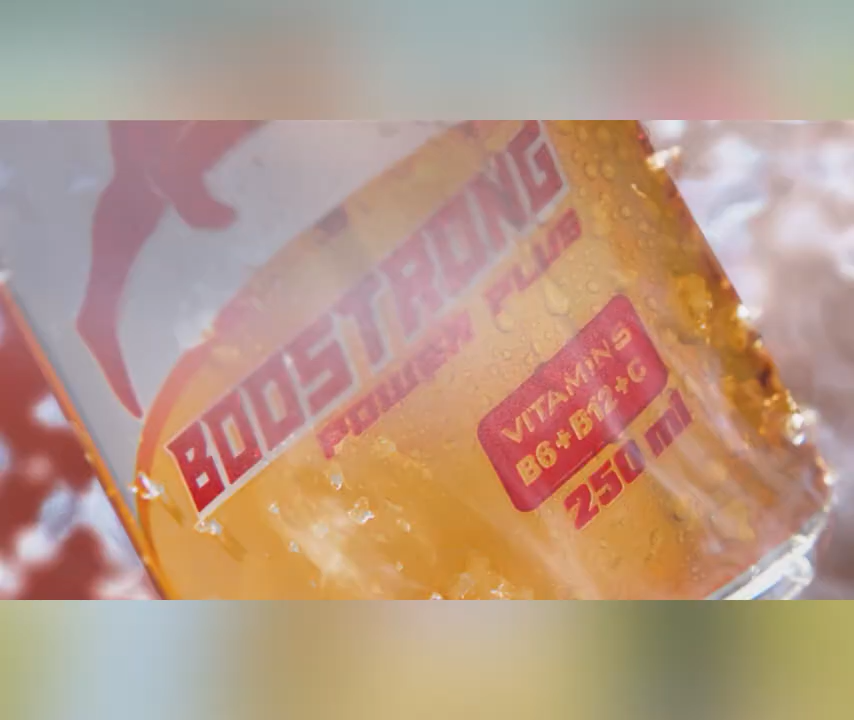 BOOSTRONG
POWER PLUS
VITAMINS
B6+B12+C
250 ml